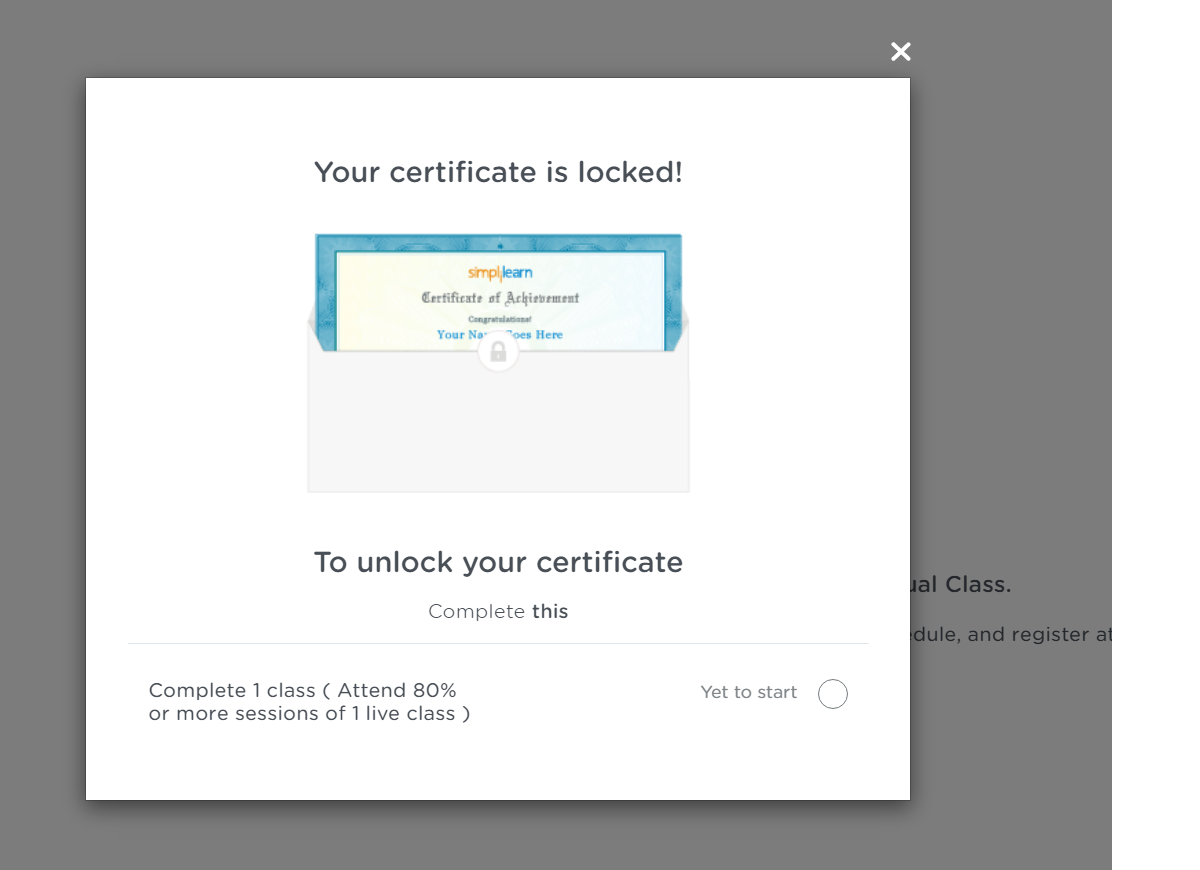 Your certificate is locked!
simplilearn
Certificate of Achievement
Congratulations!
Your Goes Here
To unlock your certificate
Complete this
ual Class.
edule, and register at
Complete 1 class ( Attend 80%
or more sessions of 1 live class )
Yet to start